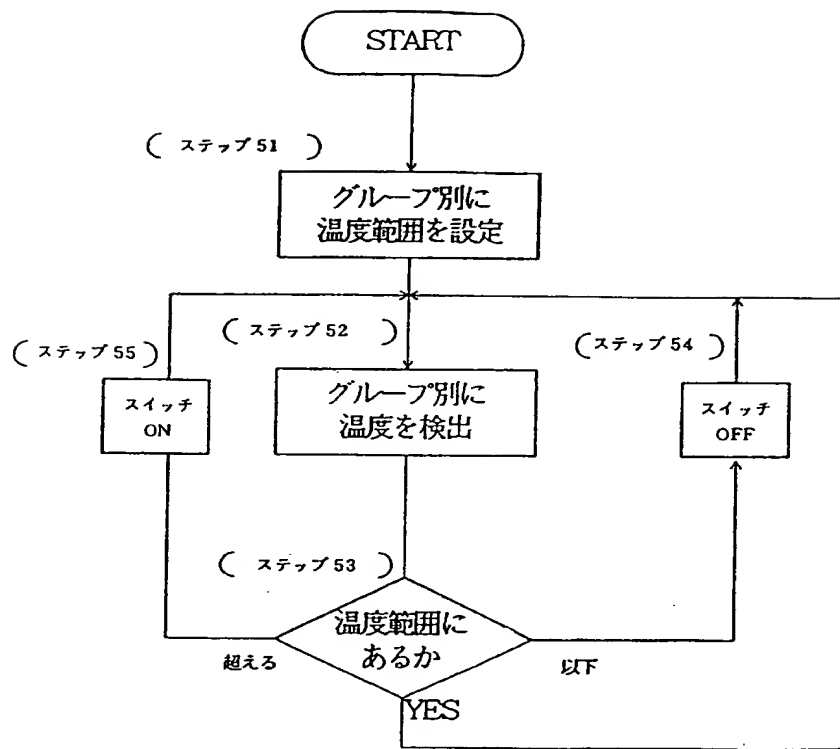 START
( ステップ 51 )
グループ別に
温度範囲を設定
( ステップ 52 )
( ステップ 55 )
( ステップ 54 )
スイッチ
ON
グループ別に
温度を検出
スイッチ
OFF
( ステップ 53 )
温度範囲に
あるか
超える
以下
YES